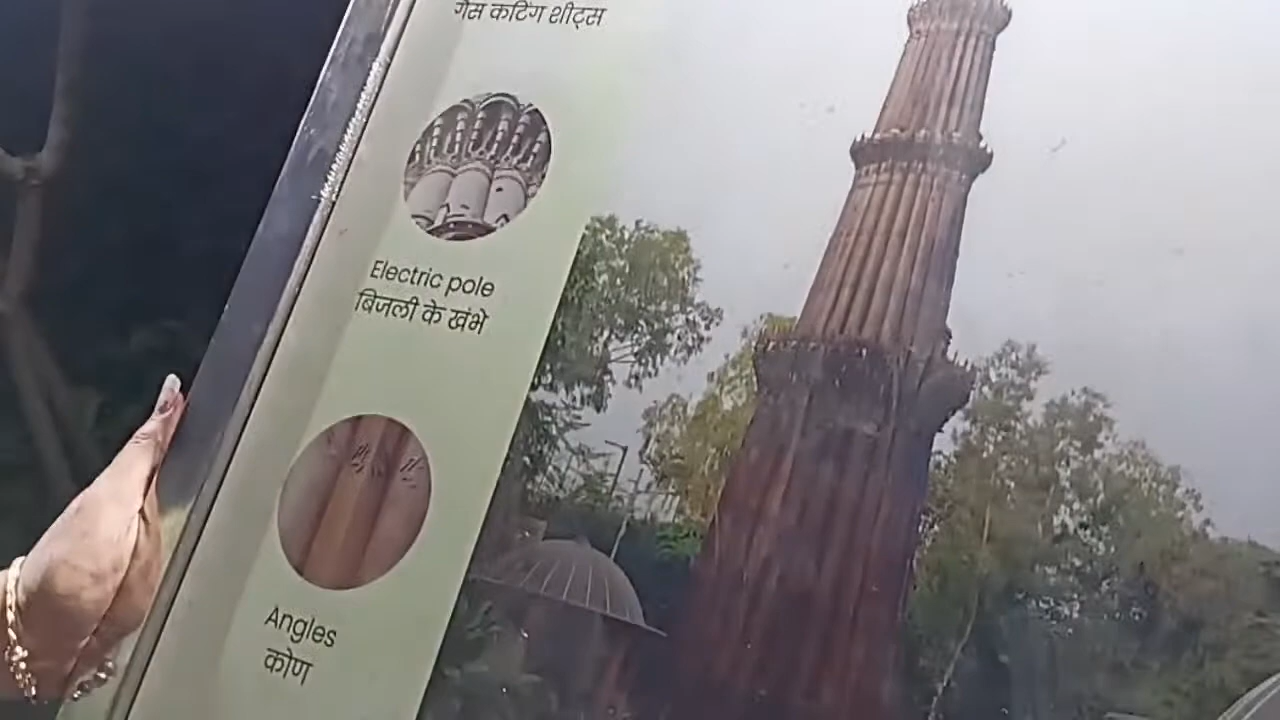 गैस कटिंग शीट्स
Electric pole
बिजली के खंभे
Angles
कोण